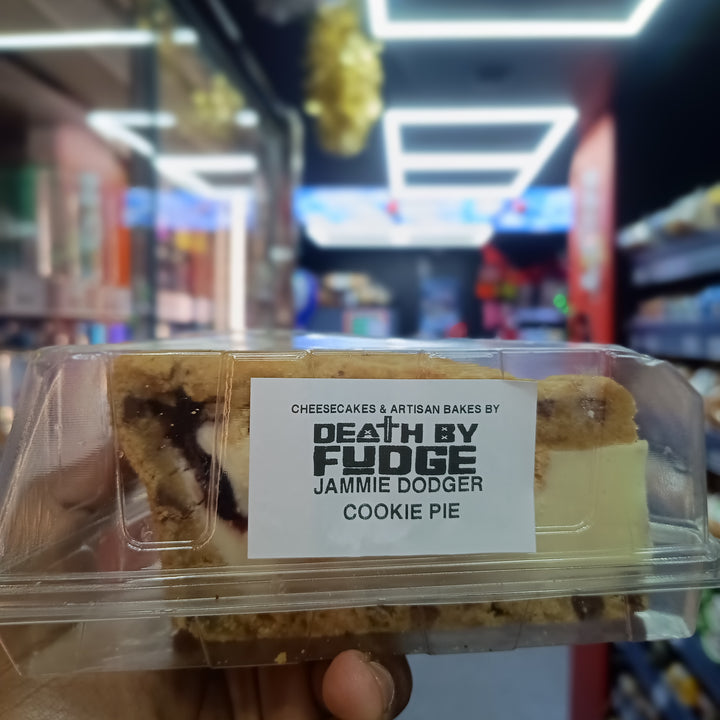 CHEESECAKES & ARTISAN BAKES BY
DEATH BY
FUDGE
JAMMIE DODGER
COOKIE PIE